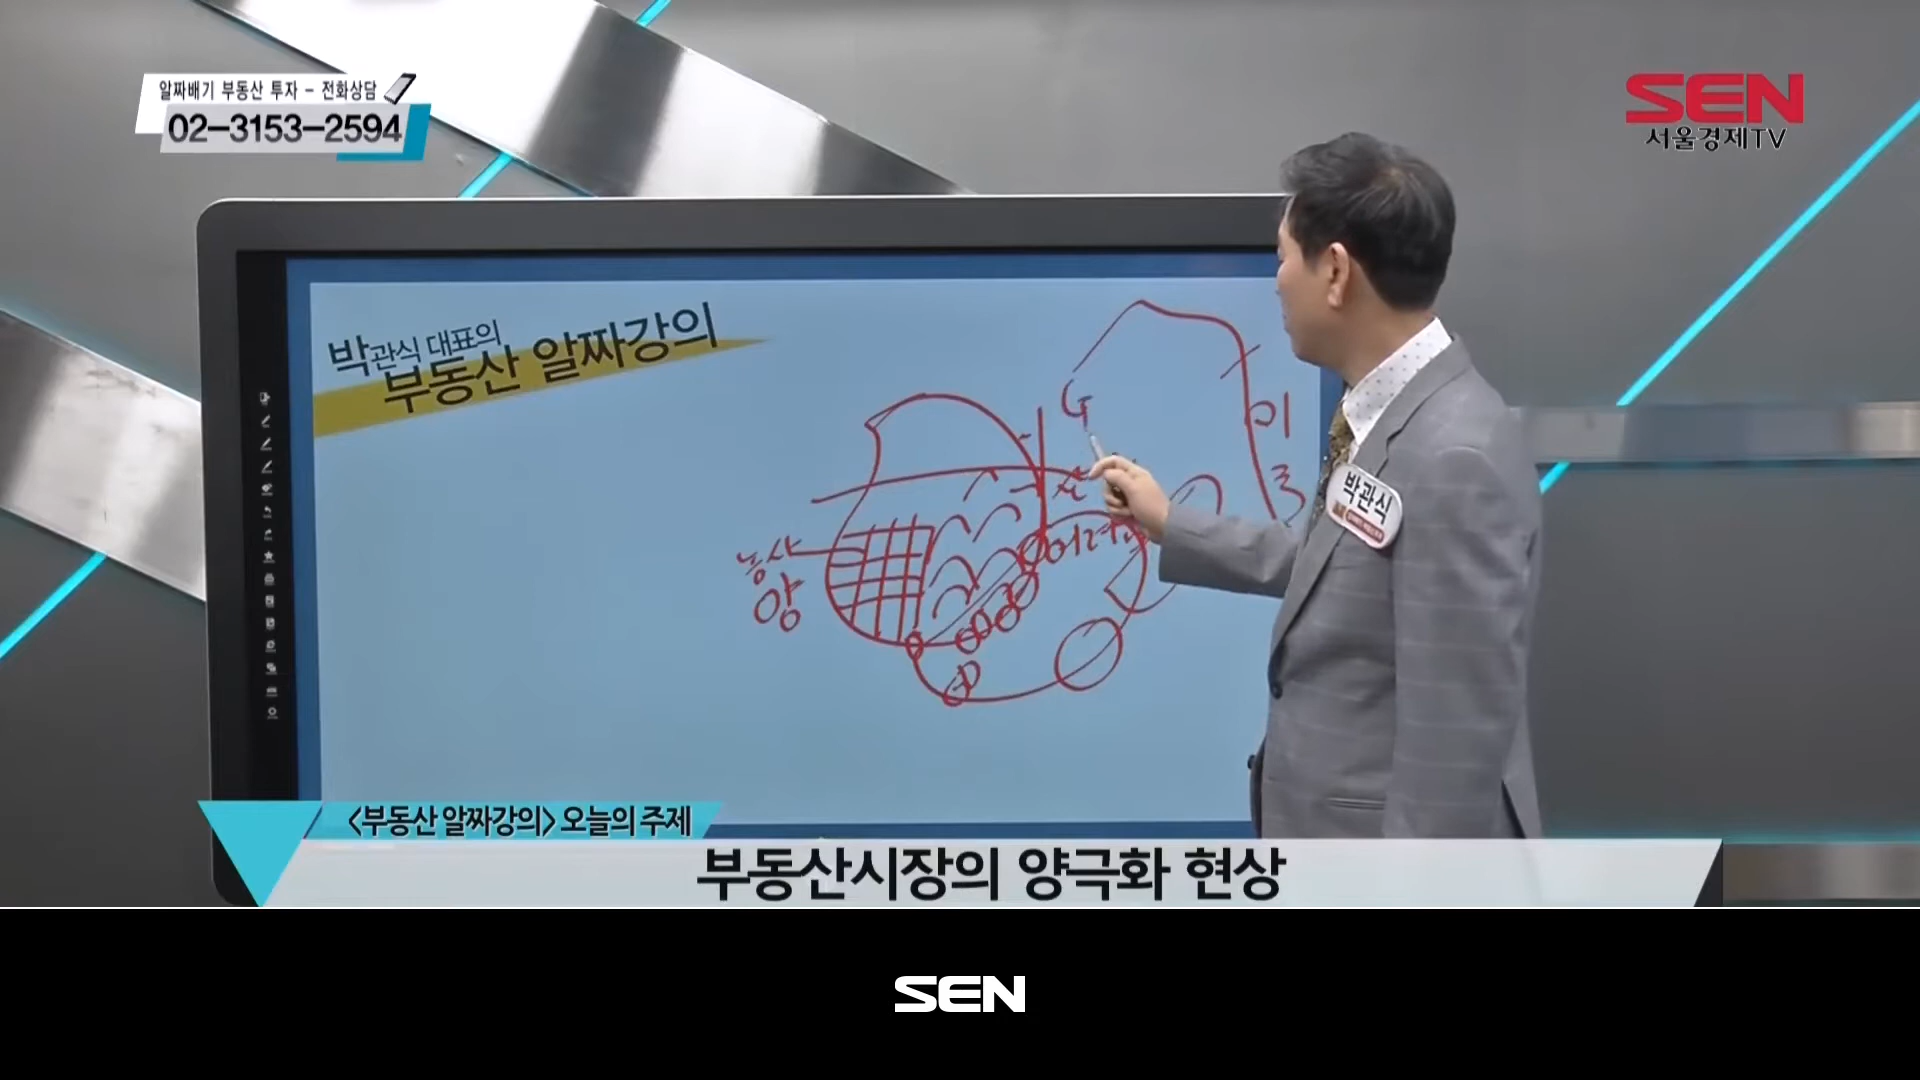 알짜배기 부동산 투자 - 전화상담
02-3153-2594
SEN
서울경제TV
박관식 대표의
부동산 알짜강의
박관식
<부동산 알짜강의> 오늘의 주제
부동산시장의 양극화 현상
SEN